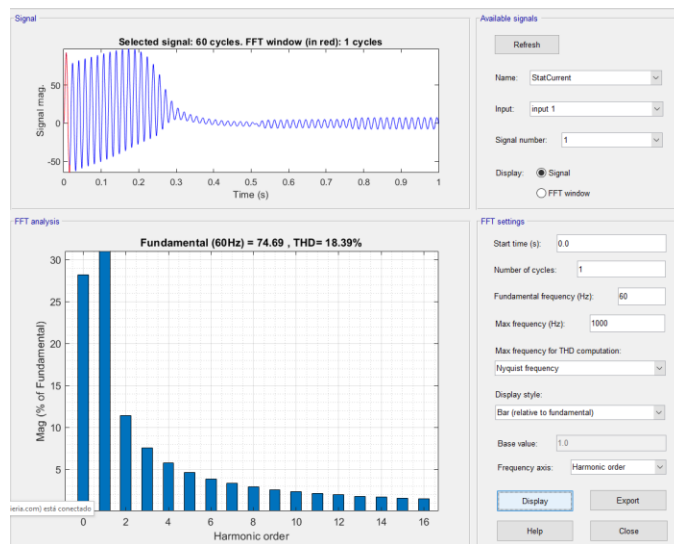 Signal
Selected signal: 60 cycles. FFT window (in red): 1 cycles
Signal mag.
50
0
-50
0 0.1 0.2 0.3 0.4 0.5 0.6 0.7 0.8 0.9 1
Time (s)
FFT analysis
Fundamental (60Hz) = 74.69 , THD= 18.39%
Mag (% of Fundamental)
30
25
20
15
10
5
0 2 4 6 8 10 12 14 16
Harmonic order
ieria.com) está conectado
Available signals
Refresh
Name: StatCurrent
Input: input 1
Signal number: 1
Display: Signal
FFT window
FFT settings
Start time (s): 0.0
Number of cycles: 1
Fundamental frequency (Hz): 60
Max frequency (Hz): 1000
Max frequency for THD computation:
Nyquist frequency
Display style:
Bar (relative to fundamental)
Base value: 1.0
Frequency axis: Harmonic order
Display Export
Help Close